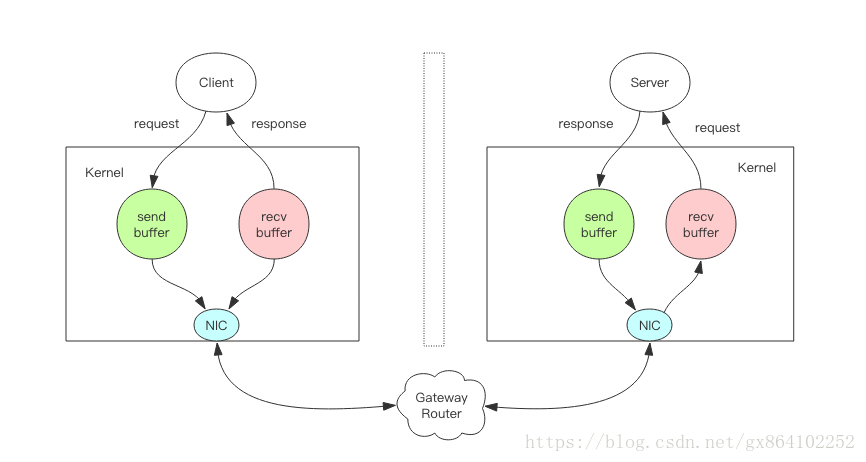 Client
Server
request
response
response
request
Kernel
Kernel
send
buffer
recv
buffer
send
buffer
recv
buffer
NIC
NIC
Gateway
Router
https://blog.csdn.net/gx864102252